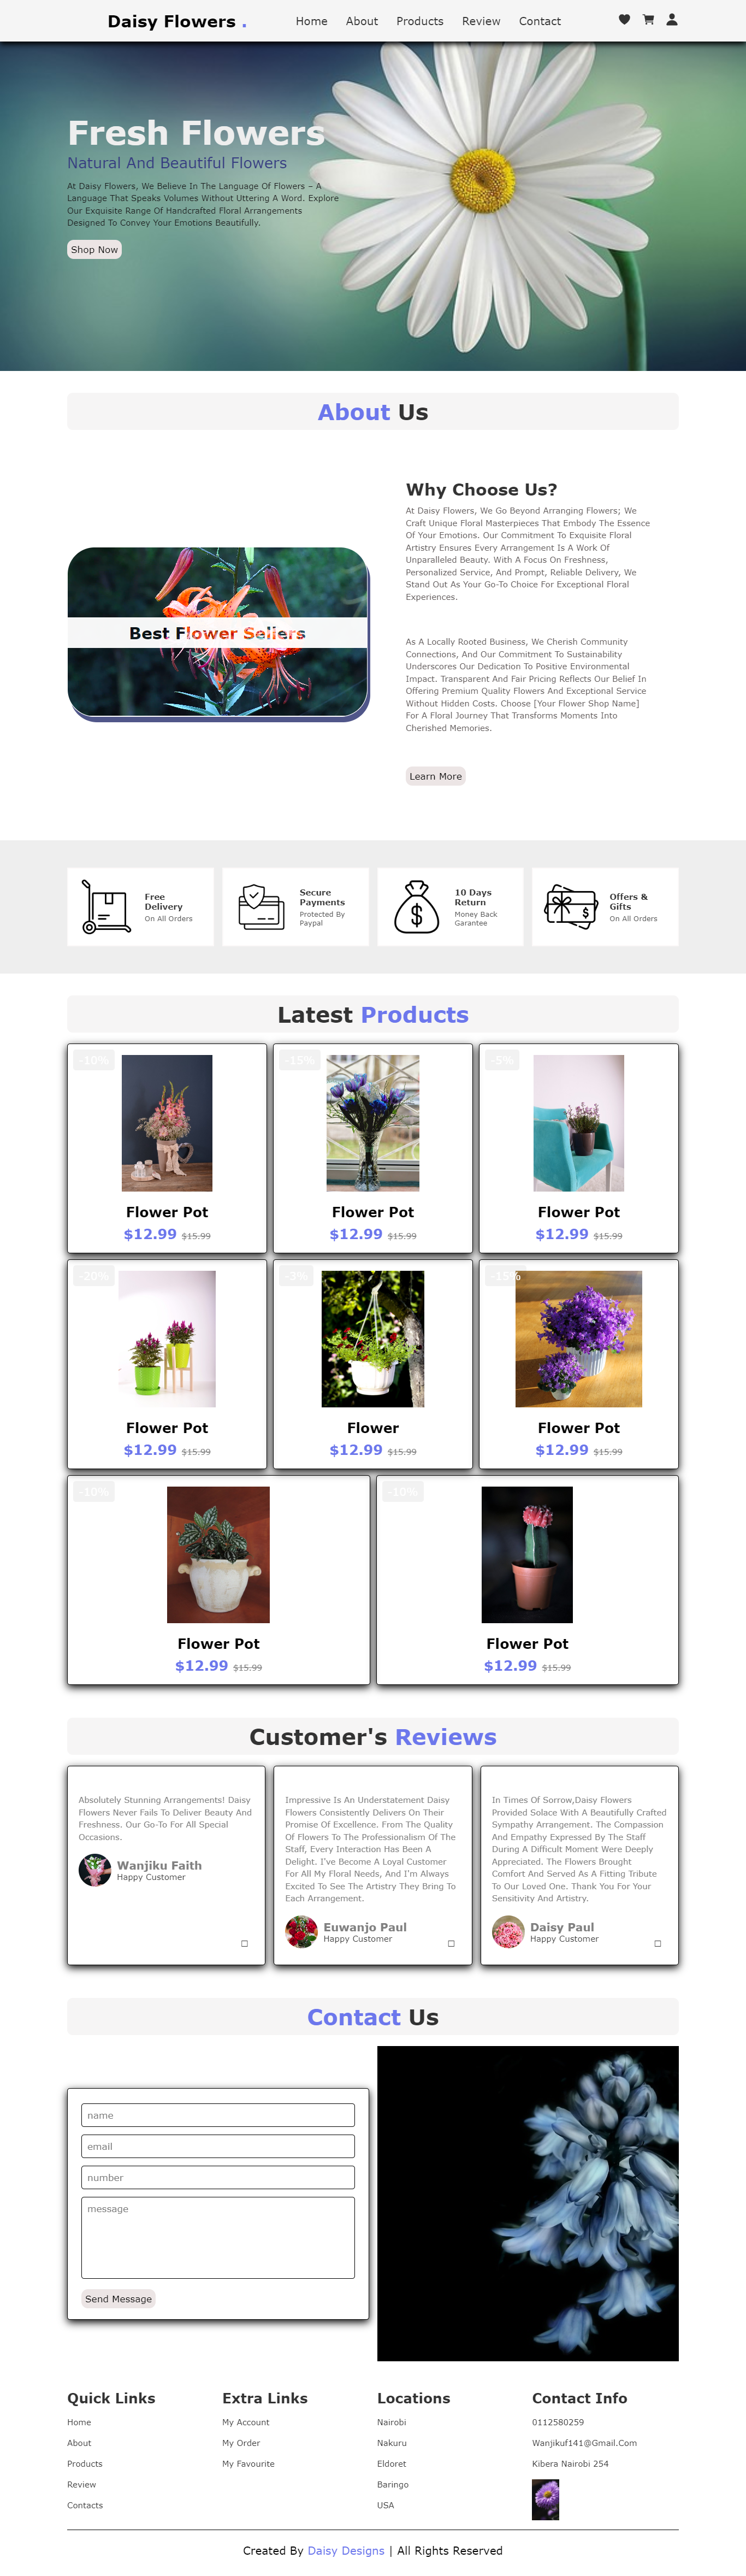 Daisy Flowers .
Home About Products Review Contact
Fresh Flowers
Natural And Beautiful Flowers
At Daisy Flowers, We Believe In The Language Of Flowers – A
Language That Speaks Volumes Without Uttering A Word. Explore
Our Exquisite Range Of Handcrafted Floral Arrangements
Designed To Convey Your Emotions Beautifully.
Shop Now
About Us
Best Flower Sellers
Why Choose Us?
At Daisy Flowers, We Go Beyond Arranging Flowers; We
Craft Unique Floral Masterpieces That Embody The Essence
Of Your Emotions. Our Commitment To Exquisite Floral
Artistry Ensures Every Arrangement Is A Work Of
Unparalleled Beauty. With A Focus On Freshness,
Personalized Service, And Prompt, Reliable Delivery, We
Stand Out As Your Go-To Choice For Exceptional Floral
Experiences.
As A Locally Rooted Business, We Cherish Community
Connections, And Our Commitment To Sustainability
Underscores Our Dedication To Positive Environmental
Impact. Transparent And Fair Pricing Reflects Our Belief In
Offering Premium Quality Flowers And Exceptional Service
Without Hidden Costs. Choose [Your Flower Shop Name]
For A Floral Journey That Transforms Moments Into
Cherished Memories.
Learn More
Free
Delivery
On All Orders
Secure
Payments
Protected By
Paypal
10 Days
Return
Money Back
Garantee
Offers &
Gifts
On All Orders
Latest Products
-10%
Flower Pot
$12.99 $15.99
-15%
Flower Pot
$12.99 $15.99
-5%
Flower Pot
$12.99 $15.99
-20%
Flower Pot
$12.99 $15.99
-3%
Flower
$12.99 $15.99
-15%
Flower Pot
$12.99 $15.99
-10%
Flower Pot
$12.99 $15.99
-10%
Flower Pot
$12.99 $15.99
Customer's Reviews
Absolutely Stunning Arrangements! Daisy
Flowers Never Fails To Deliver Beauty And
Freshness. Our Go-To For All Special
Occasions.
Wanjiku Faith
Happy Customer
Impressive Is An Understatement Daisy
Flowers Consistently Delivers On Their
Promise Of Excellence. From The Quality
Of Flowers To The Professionalism Of The
Staff, Every Interaction Has Been A
Delight. I've Become A Loyal Customer
For All My Floral Needs, And I'm Always
Excited To See The Artistry They Bring To
Each Arrangement.
Euwanjo Paul
Happy Customer
In Times Of Sorrow,Daisy Flowers
Provided Solace With A Beautifully Crafted
Sympathy Arrangement. The Compassion
And Empathy Expressed By The Staff
During A Difficult Moment Were Deeply
Appreciated. The Flowers Brought
Comfort And Served As A Fitting Tribute
To Our Loved One. Thank You For Your
Sensitivity And Artistry.
Daisy Paul
Happy Customer
Contact Us
name
email
number
message
Send Message
Quick Links
Home
About
Products
Review
Contacts
Extra Links
My Account
My Order
My Favourite
Locations
Nairobi
Nakuru
Eldoret
Baringo
USA
Contact Info
0112580259
Wanjikuf141@Gmail.Com
Kibera Nairobi 254
Created By Daisy Designs | All Rights Reserved